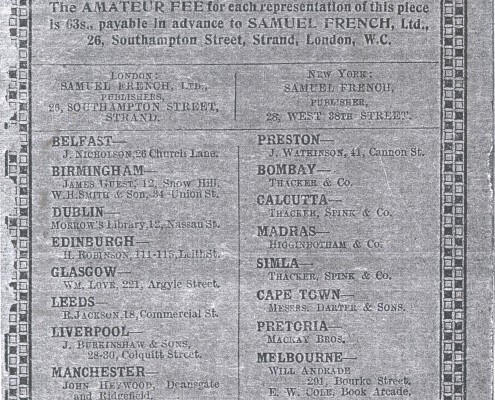 The AMATEUR FEE for each representation of this piece
is 63s., payable in advance to SAMUEL FRENCH, Ltd.,
26, Southampton Street, Strand, London, W.C.
LONDON:
SAMUEL FRENCH, LTD.,
PUBLISHERS,
26, SOUTHAMPTON STREET,
STRAND.
NEW YORK:
SAMUEL FRENCH,
PUBLISHER,
28, WEST 38TH STREET.
BELFAST—
J. NICHOLSON, 26 Church Lane.
BIRMINGHAM—
JAMES GUEST, 12, Snow Hill.
W.H. SMITH & SON, 34 Union St.
DUBLIN—
MORROW'S Library, 12, Nassau St.
EDINBURGH—
H. ROBINSON, 111-115, Leith St.
GLASGOW—
WM. LOVE, 221, Argyle Street.
LEEDS—
R. JACKSON, 18, Commercial St.
LIVERPOOL—
J. BURKINSHAW & SONS,
28-30, Colquitt Street.
MANCHESTER—
JOHN HEYWOOD, Deansgate
and Ridgefield.
PRESTON—
J. WATKINSON, 41, Cannon St.
BOMBAY—
THACKER & Co.
CALCUTTA—
THACKER, SPINK & Co.
MADRAS—
HIGGINBOTHAM & Co.
SIMLA—
THACKER, SPINK & Co.
CAPE TOWN—
MESSRS. DARTER & SONS.
PRETORIA—
MACKAY BROS.
MELBOURNE—
WILL ANDRADE
291, Bourke Street.
E. W. COLE, Book Arcade,